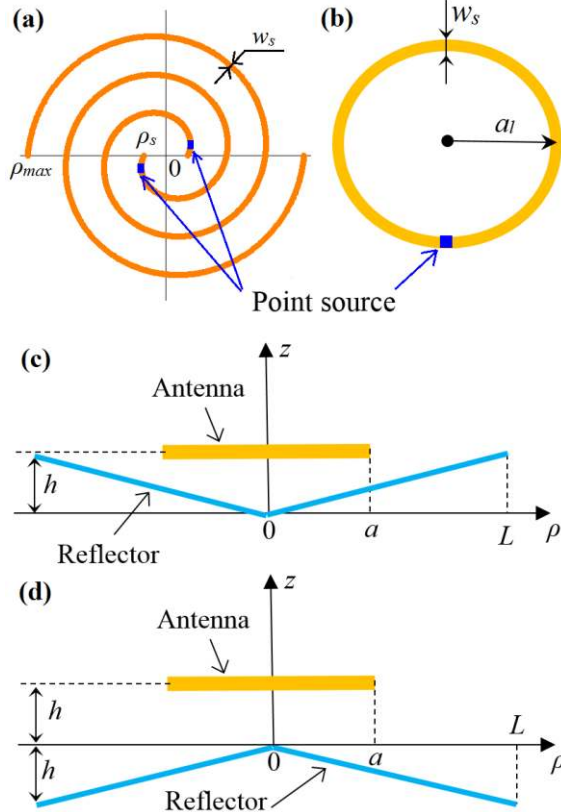 (a)
w_s
ρ_s
ρ_max
0
(b)
w_s
a_l
Point source
(c)
z
Antenna
h
0
a
L
ρ
Reflector
(d)
z
Antenna
h
L
0
a
ρ
h
Reflector